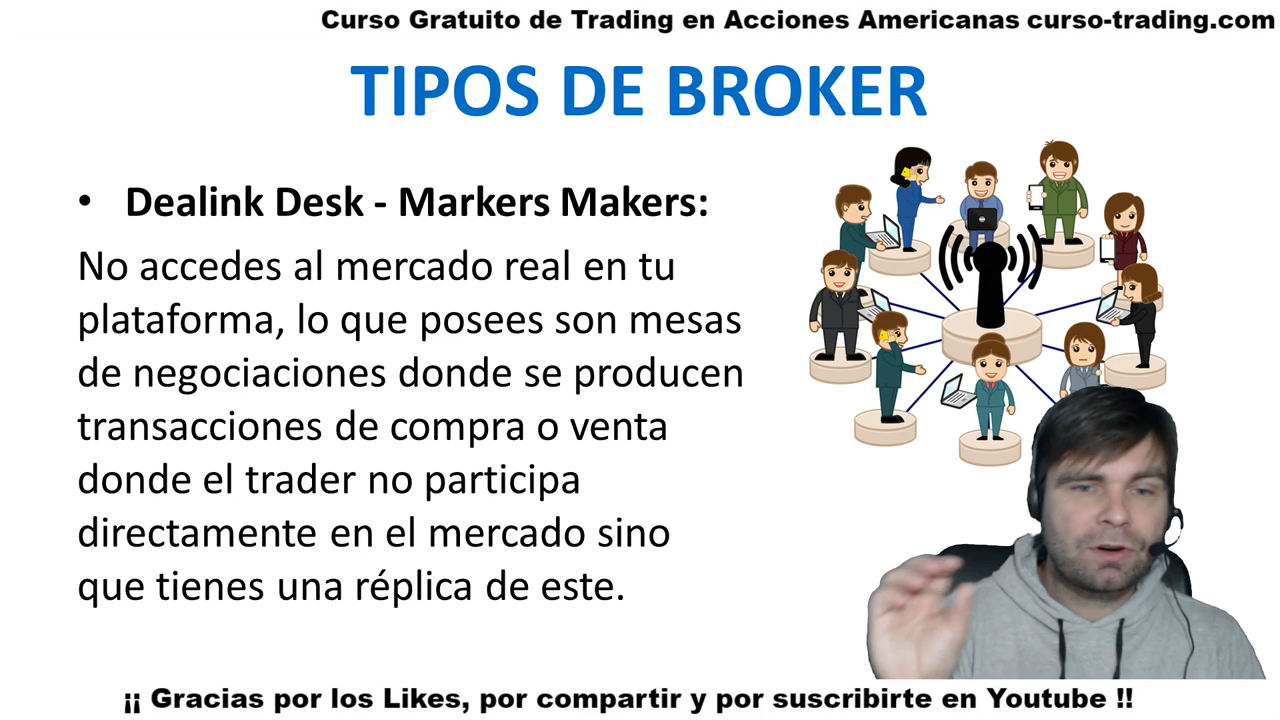 Curso Gratuito de Trading en Acciones Americanas curso-trading.com
TIPOS DE BROKER
• Dealink Desk - Markers Makers:
No accedes al mercado real en tu
plataforma, lo que posees son mesas
de negociaciones donde se producen
transacciones de compra o venta
donde el trader no participa
directamente en el mercado sino
que tienes una réplica de este.
¡¡ Gracias por los Likes, por compartir y por suscribirte en Youtube !!